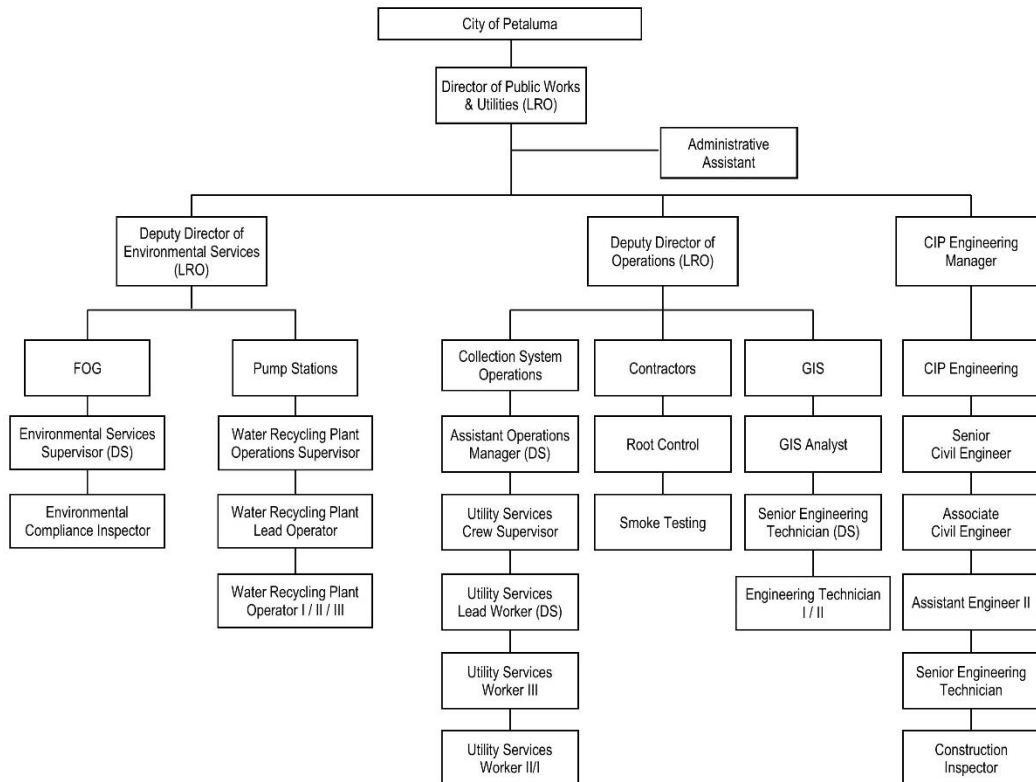 City of Petaluma
Director of Public Works
& Utilities (LRO)
Administrative
Assistant
Deputy Director of
Environmental Services
(LRO)
Deputy Director of
Operations (LRO)
CIP Engineering
Manager
FOG
Pump Stations
Collection System
Operations
Contractors
GIS
CIP Engineering
Environmental Services
Supervisor (DS)
Water Recycling Plant
Operations Supervisor
Assistant Operations
Manager (DS)
Root Control
GIS Analyst
Senior
Civil Engineer
Environmental
Compliance Inspector
Water Recycling Plant
Lead Operator
Utility Services
Crew Supervisor
Smoke Testing
Senior Engineering
Technician (DS)
Associate
Civil Engineer
Water Recycling Plant
Operator I / II / III
Utility Services
Lead Worker (DS)
Engineering Technician
I / II
Assistant Engineer II
Utility Services
Worker III
Senior Engineering
Technician
Utility Services
Worker II/I
Construction
Inspector